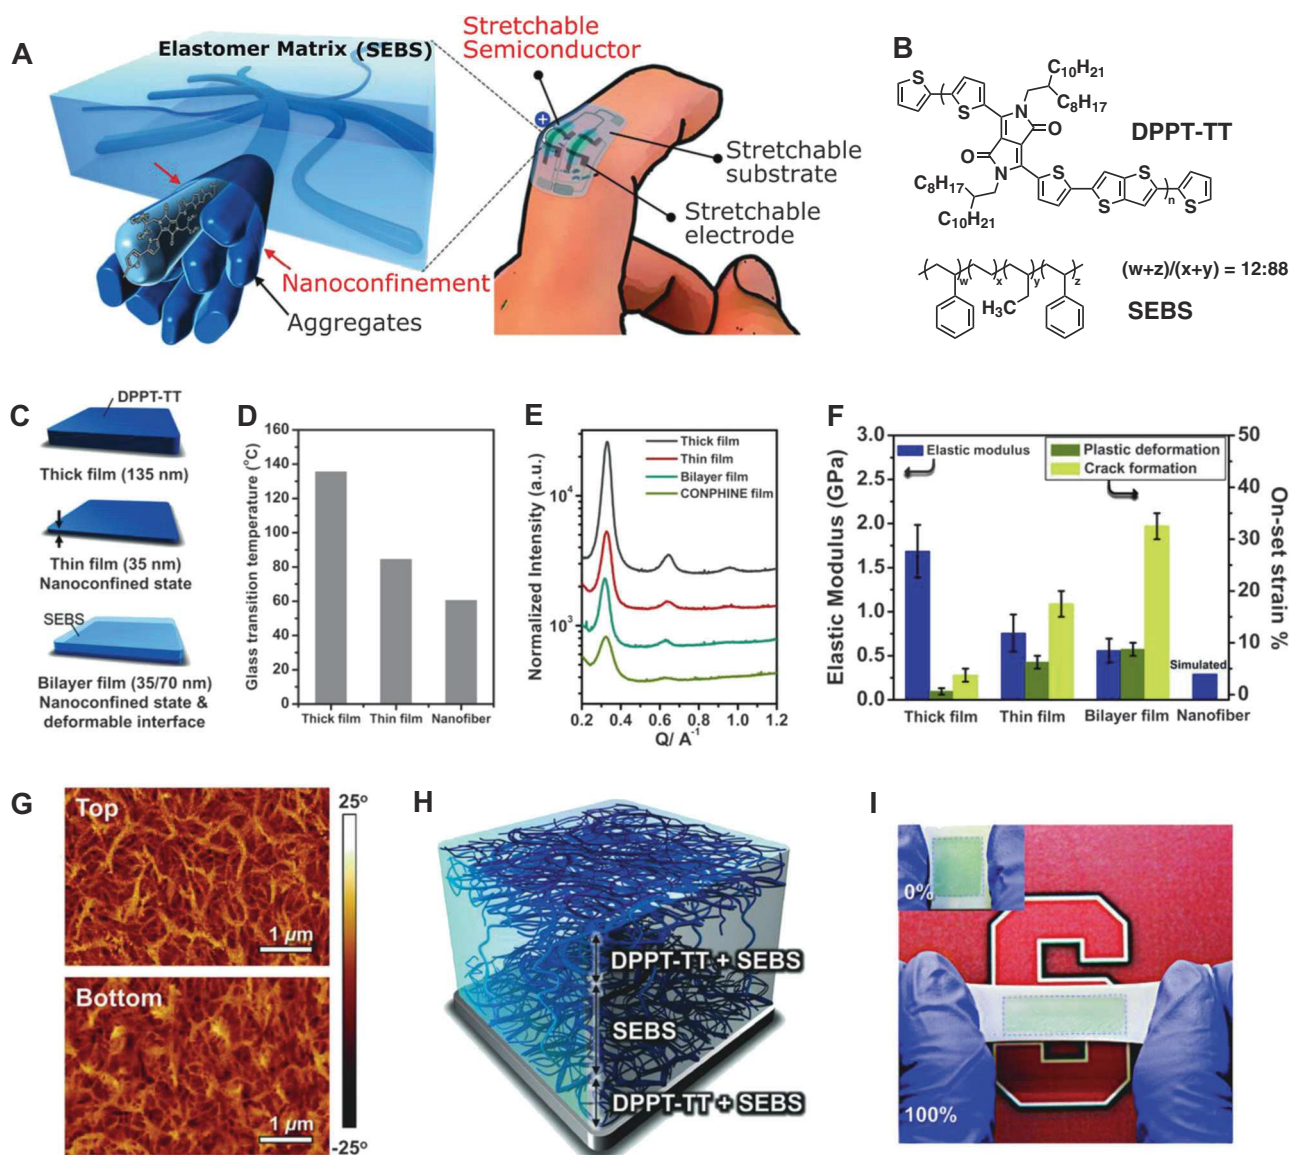 A
Elastomer Matrix (SEBS)
Stretchable
Semiconductor
+
Stretchable
substrate
Stretchable
electrode
Nanoconfinement
Aggregates
B
S
S
C10H21
C8H17
N
O
DPPT-TT
O
N
C8H17
C10H21
S
S
S
n
S
(w+z)/(x+y) = 12:88
w
x
y
z
H3C
SEBS
C
DPPT-TT
Thick film (135 nm)
Thin film (35 nm)
Nanoconfined state
SEBS
Bilayer film (35/70 nm)
Nanoconfined state &
deformable interface
D
Glass transition temperature (°C)
160
140
120
100
80
60
40
20
0
Thick film Thin film Nanofiber
E
Normalized Intensity (a.u.)
10^4
10^3
Thick film
Thin film
Bilayer film
CONPHINE film
0.2 0.4 0.6 0.8 1.0 1.2
Q/ A^-1
F
Elastic Modulus (GPa)
3.0
2.5
2.0
1.5
1.0
0.5
0.0
Elastic modulus
Plastic deformation
Crack formation
Simulated
50
40
30
20
10
0
On-set strain %
Thick film Thin film Bilayer film Nanofiber
G
Top
1 µm
Bottom
1 µm
25°
-25°
H
DPPT-TT + SEBS
SEBS
DPPT-TT + SEBS
I
0%
100%